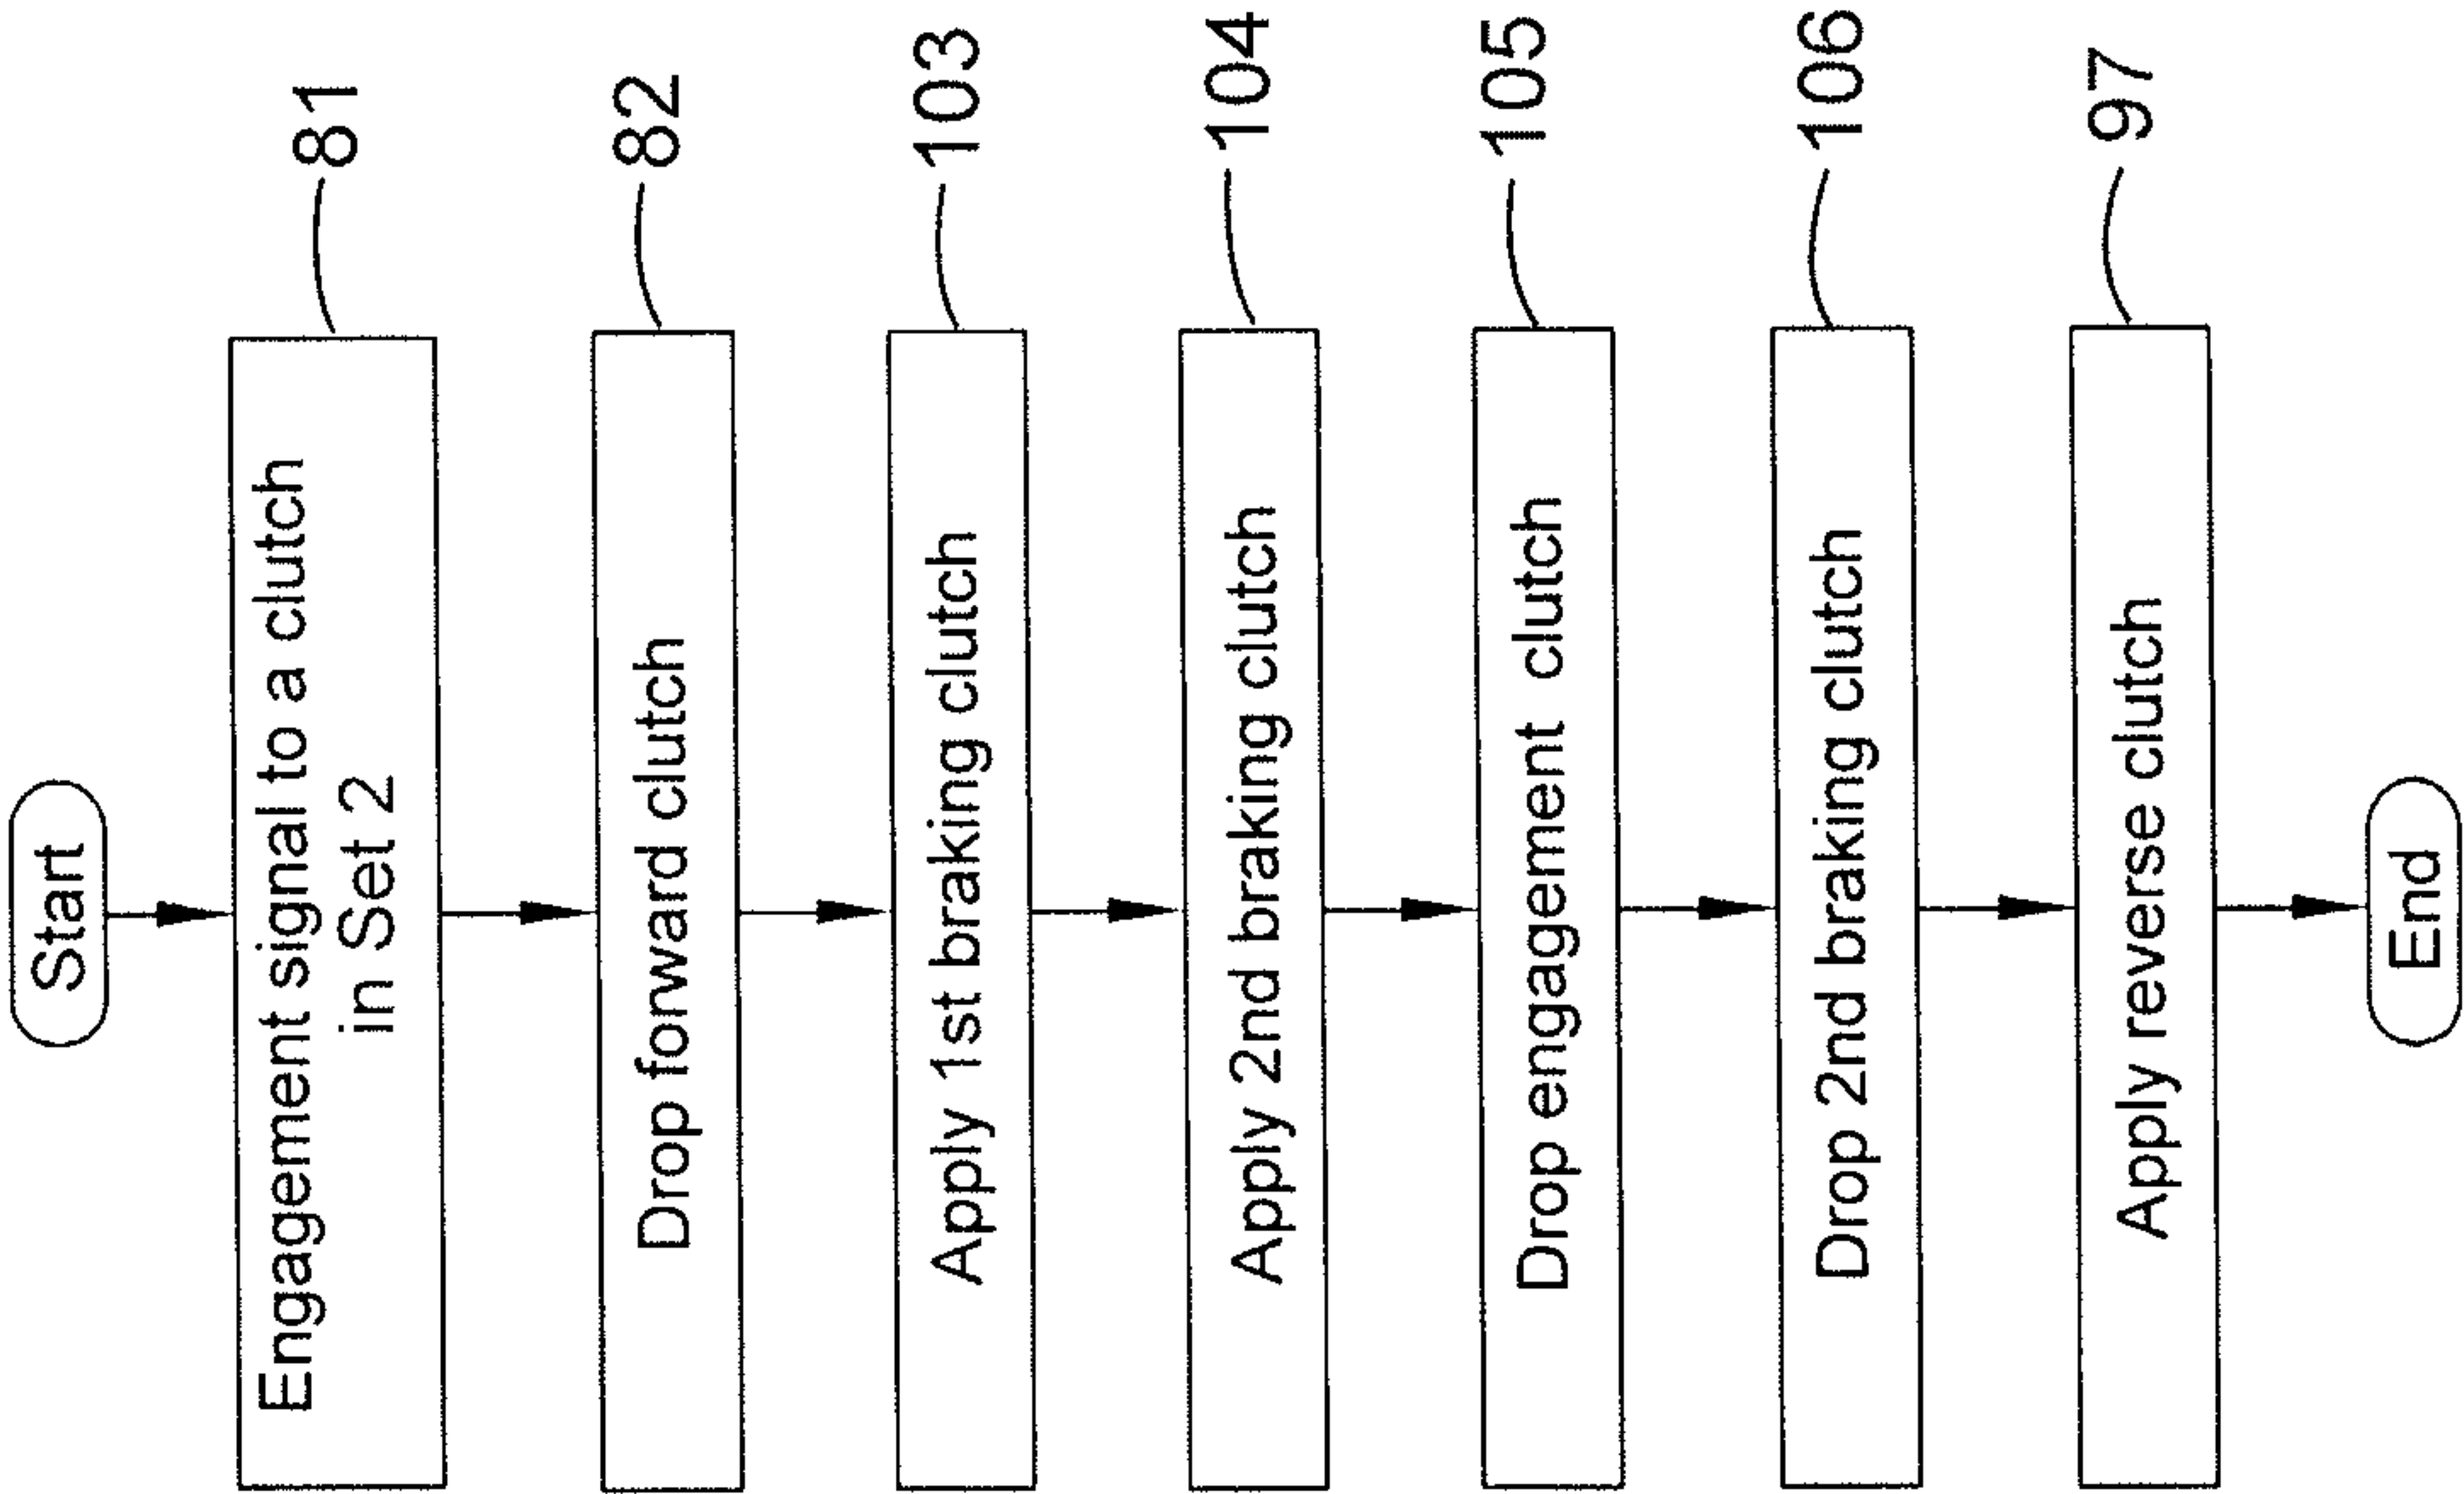 Start
Engagement signal to a clutch
in Set 2
81
Drop forward clutch
82
Apply 1st braking clutch
103
Apply 2nd braking clutch
104
Drop engagement clutch
105
Drop 2nd braking clutch
106
Apply reverse clutch
97
End